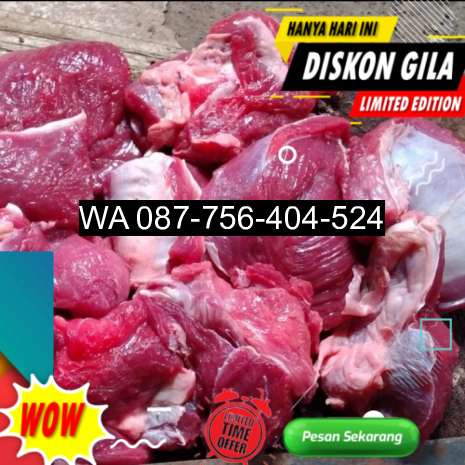 HANYA HARI INI
DISKON GILA
LIMITED EDITION
WA 087-756-404-524
WOW
LIMITED
TIME
OFFER
Pesan Sekarang